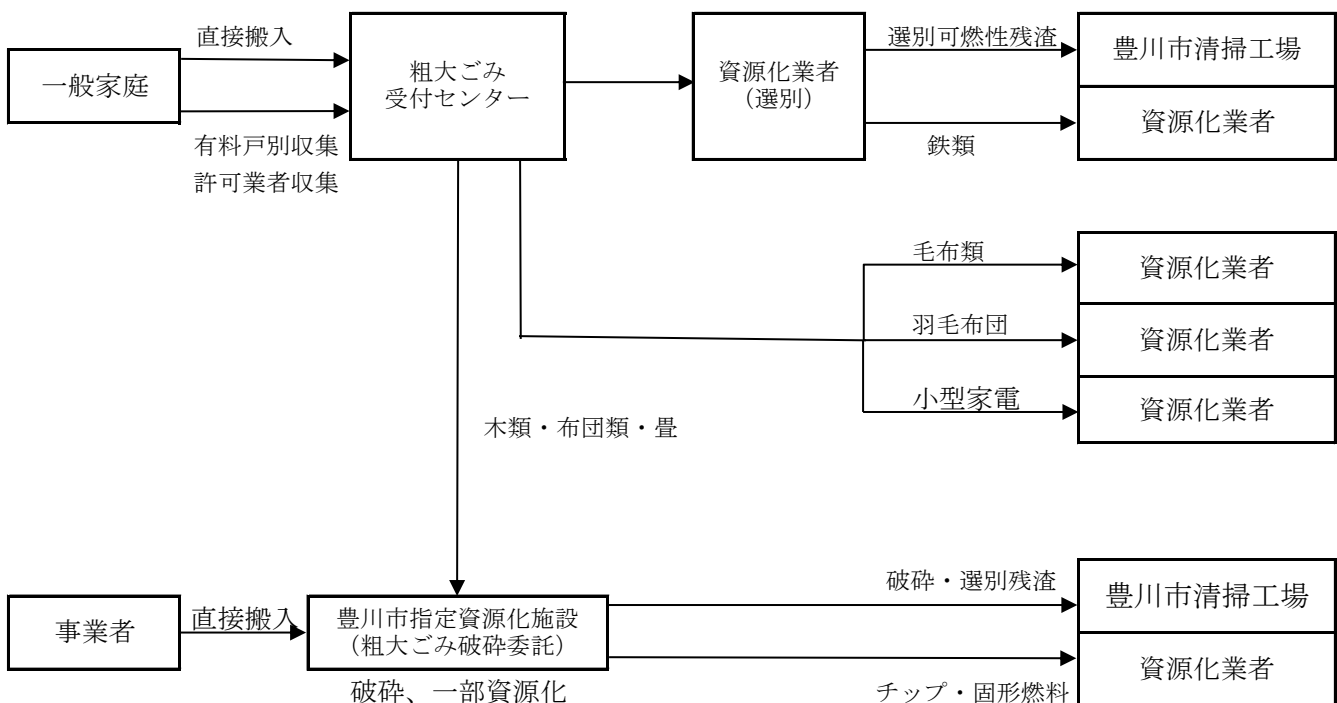 直接搬入
一般家庭
有料戸別収集
許可業者収集
粗大ごみ
受付センター
資源化業者
（選別）
選別可燃性残渣
豊川市清掃工場
鉄類
資源化業者
毛布類
資源化業者
羽毛布団
資源化業者
小型家電
資源化業者
木類・布団類・畳
事業者
直接搬入
豊川市指定資源化施設
（粗大ごみ破砕委託）
破砕、一部資源化
破砕・選別残渣
豊川市清掃工場
チップ・固形燃料
資源化業者